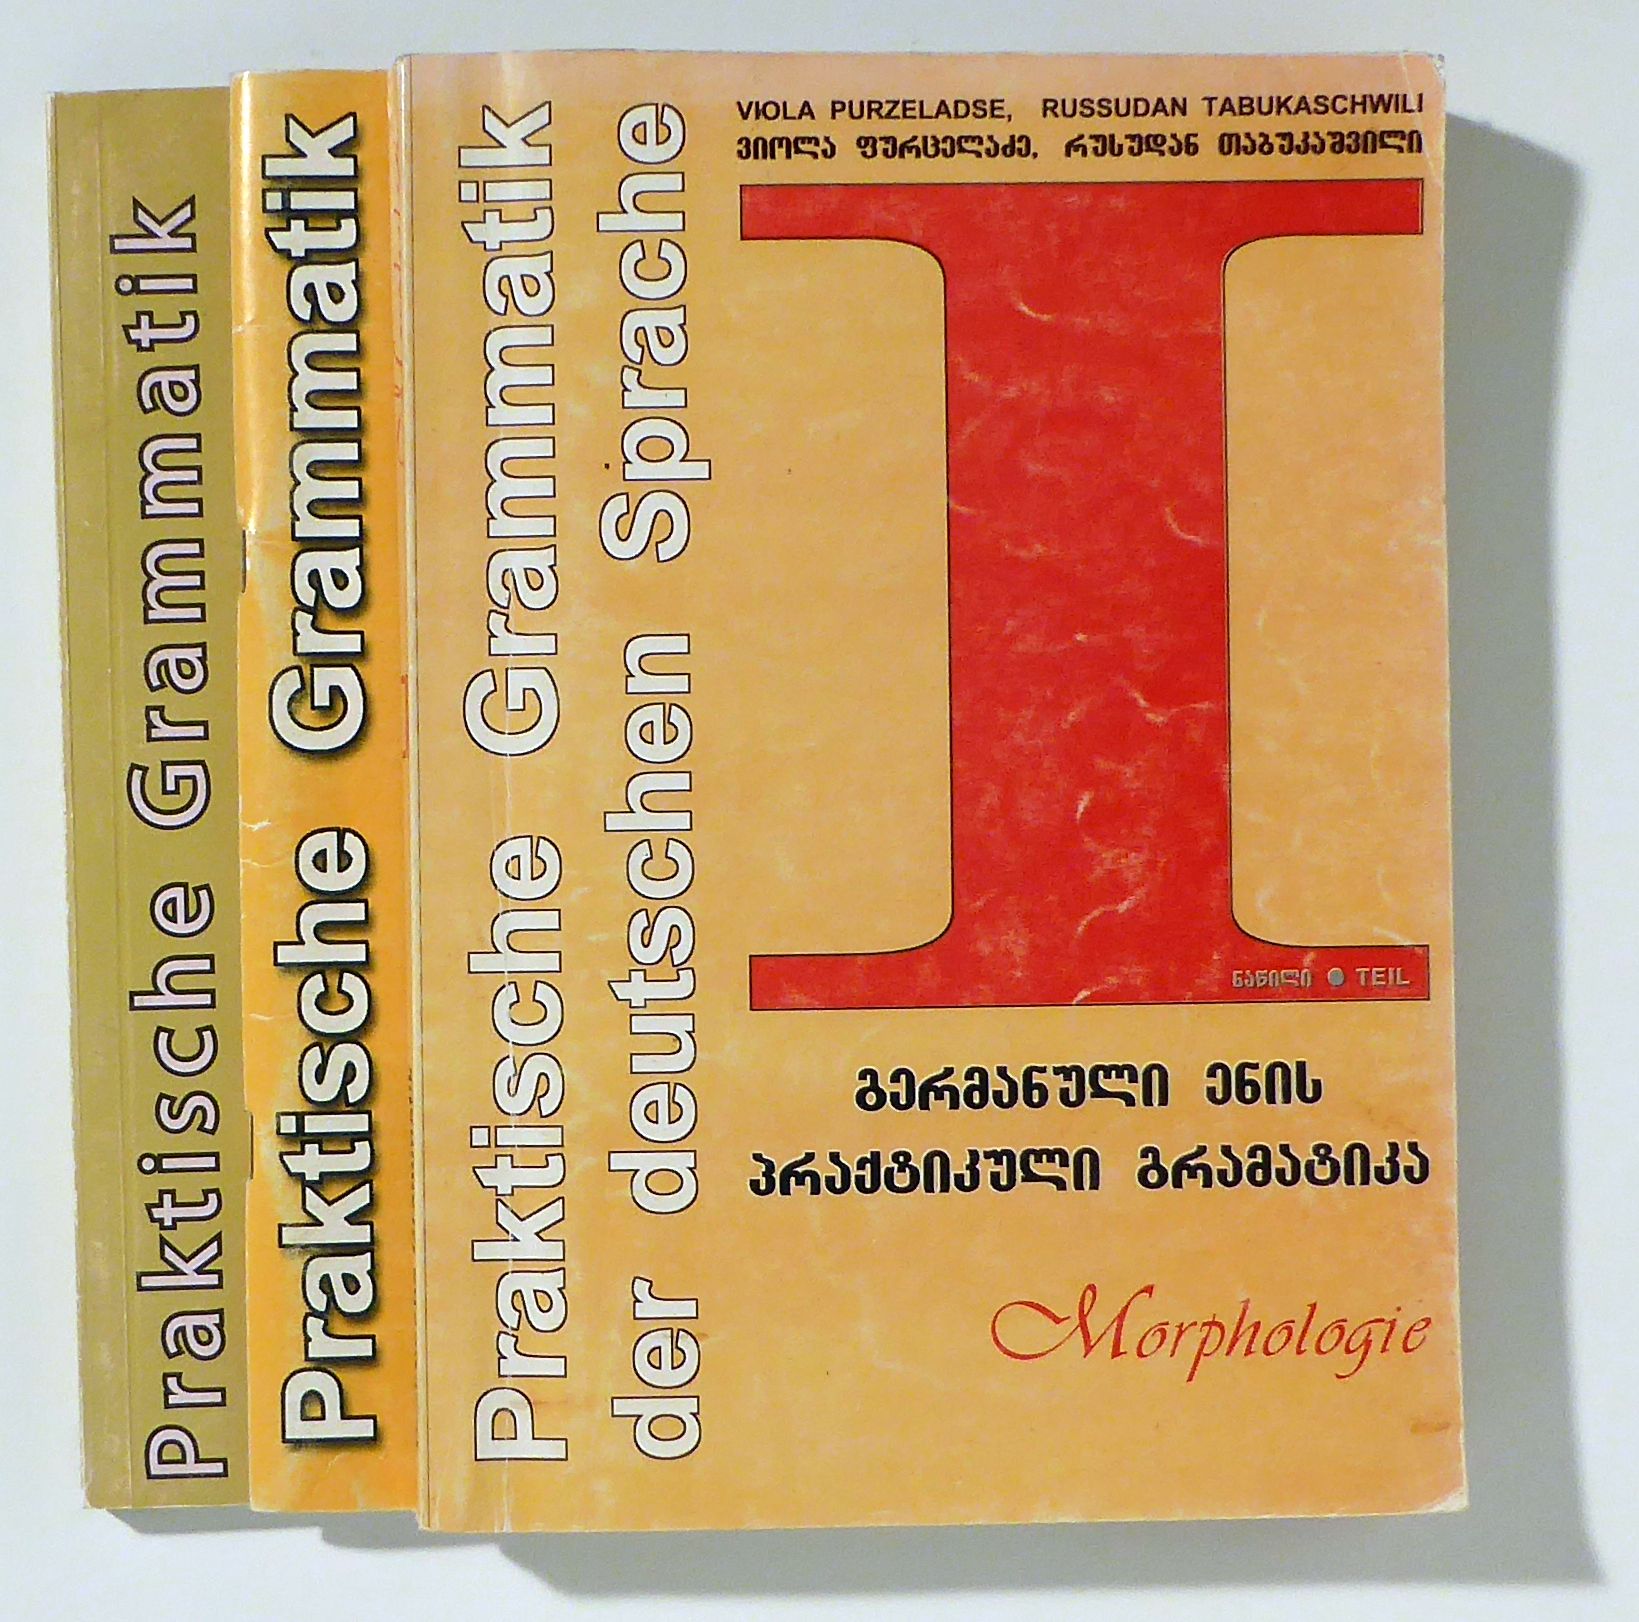 Praktische Grammatik
Praktische Grammatik
Praktische Grammatik
der deutschen Sprache
VIOLA PURZELADSE, RUSSUDAN TABUKASCHWILI
ვიოლა ფურცელაძე, რუსუდან თაბუკაშვილი
I
ნაწილი • TEIL
გერმანული ენის
პრაქტიკული გრამატიკა
Morphologie